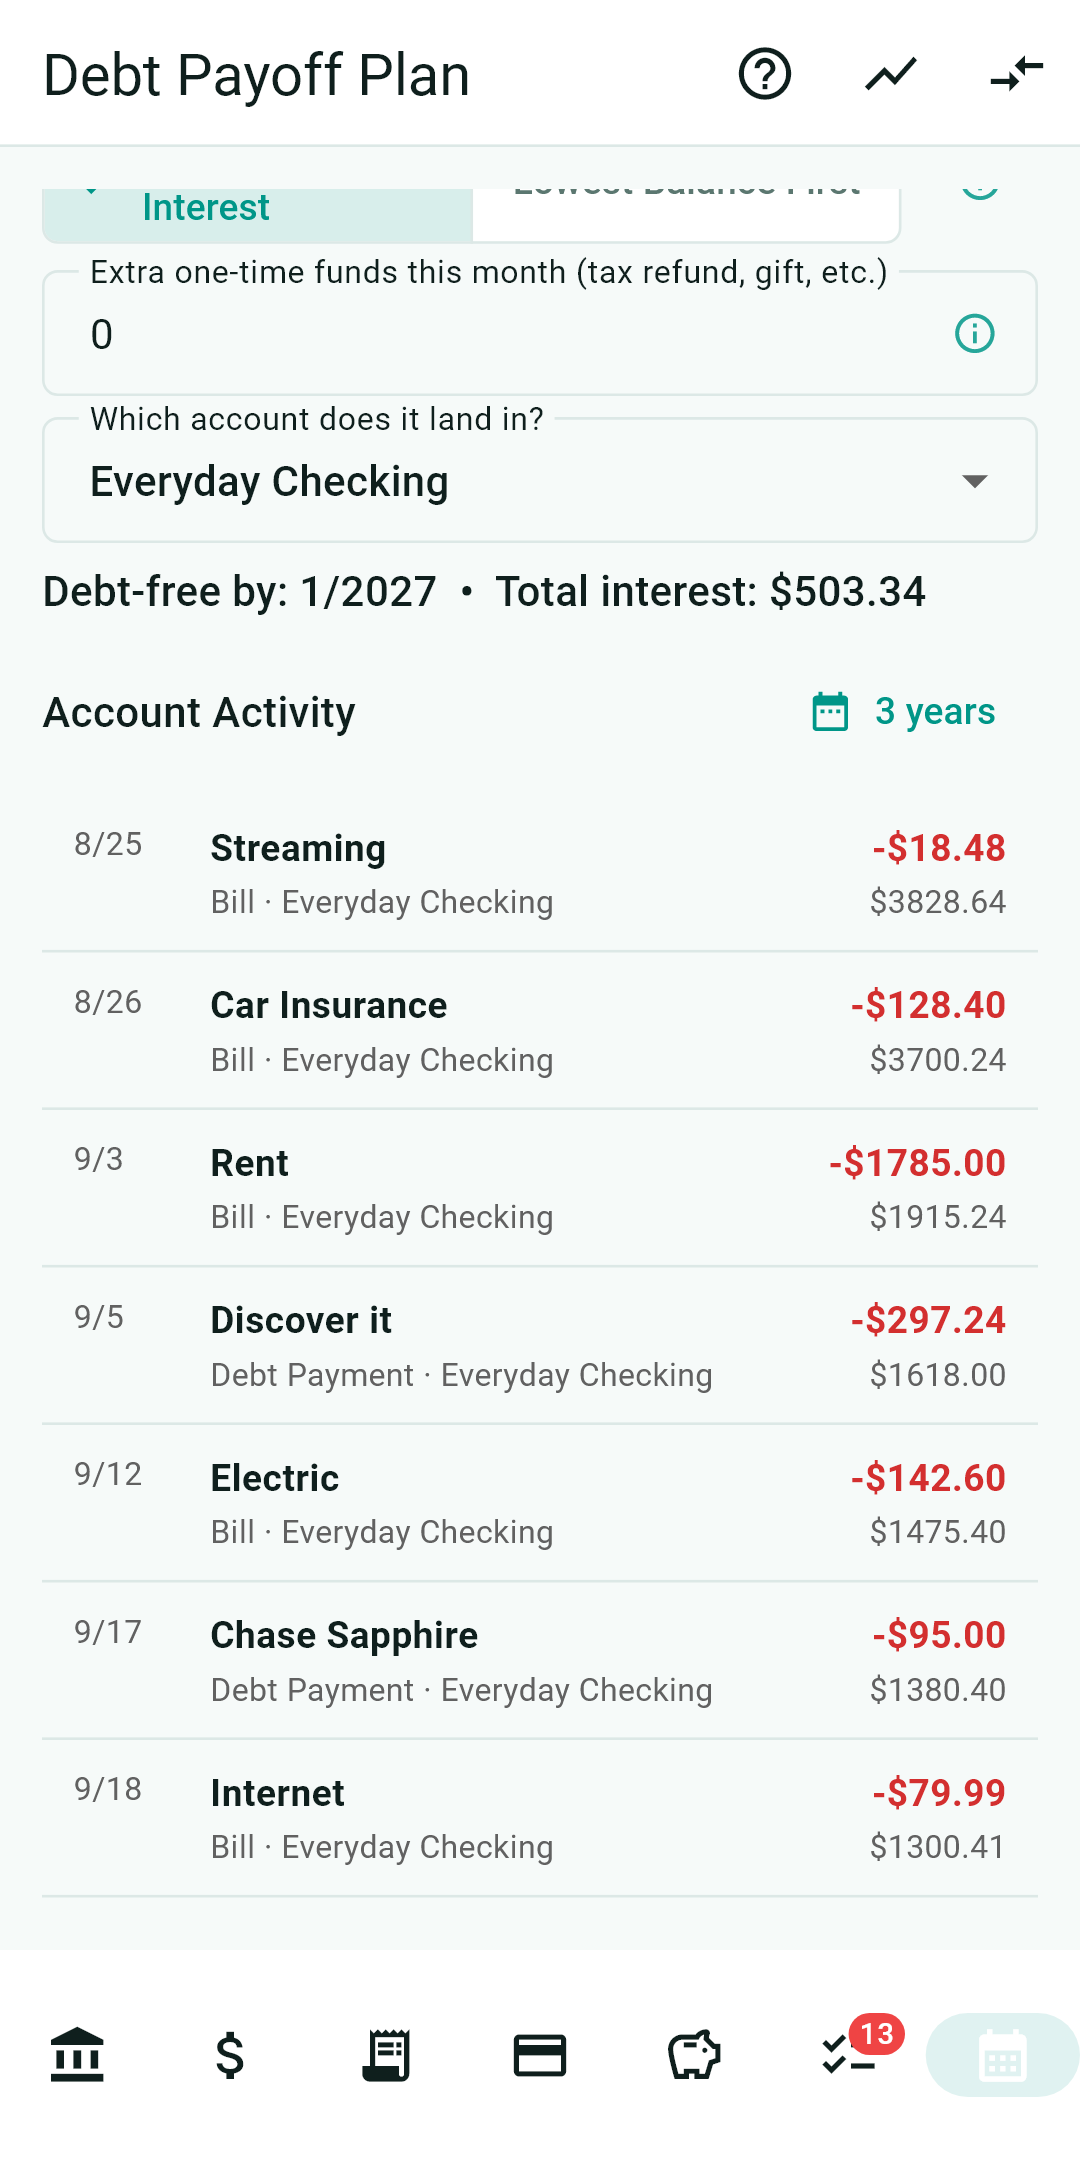 Debt Payoff Plan
Interest
Lowest Balance First
Extra one-time funds this month (tax refund, gift, etc.)
0
Which account does it land in?
Everyday Checking
Debt-free by: 1/2027 • Total interest: $503.34
Account Activity
3 years
8/25 Streaming -$18.48
Bill · Everyday Checking $3828.64
8/26 Car Insurance -$128.40
Bill · Everyday Checking $3700.24
9/3 Rent -$1785.00
Bill · Everyday Checking $1915.24
9/5 Discover it -$297.24
Debt Payment · Everyday Checking $1618.00
9/12 Electric -$142.60
Bill · Everyday Checking $1475.40
9/17 Chase Sapphire -$95.00
Debt Payment · Everyday Checking $1380.40
9/18 Internet -$79.99
Bill · Everyday Checking $1300.41
13